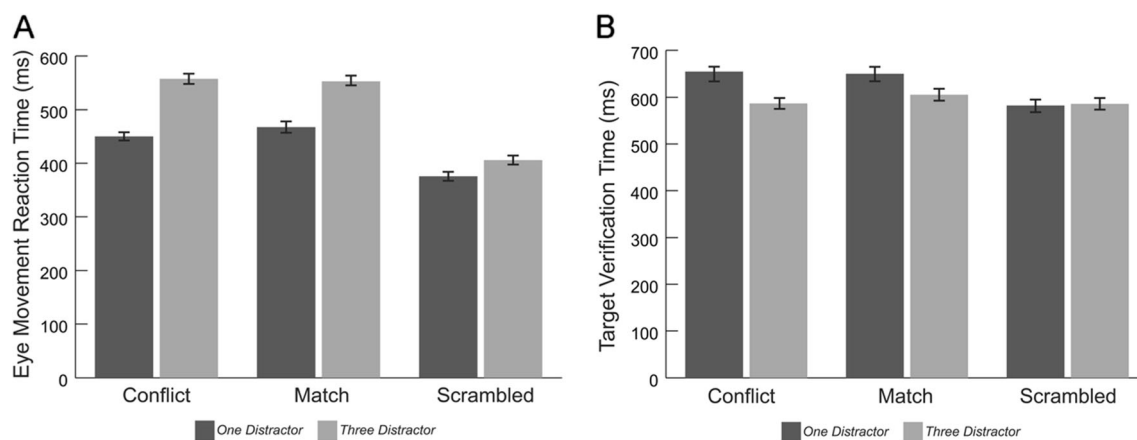 A
Eye Movement Reaction Time (ms)
600
500
400
300
200
100
0
Conflict Match Scrambled
One Distractor Three Distractor
B
Target Verification Time (ms)
700
600
500
400
300
200
100
0
Conflict Match Scrambled
One Distractor Three Distractor